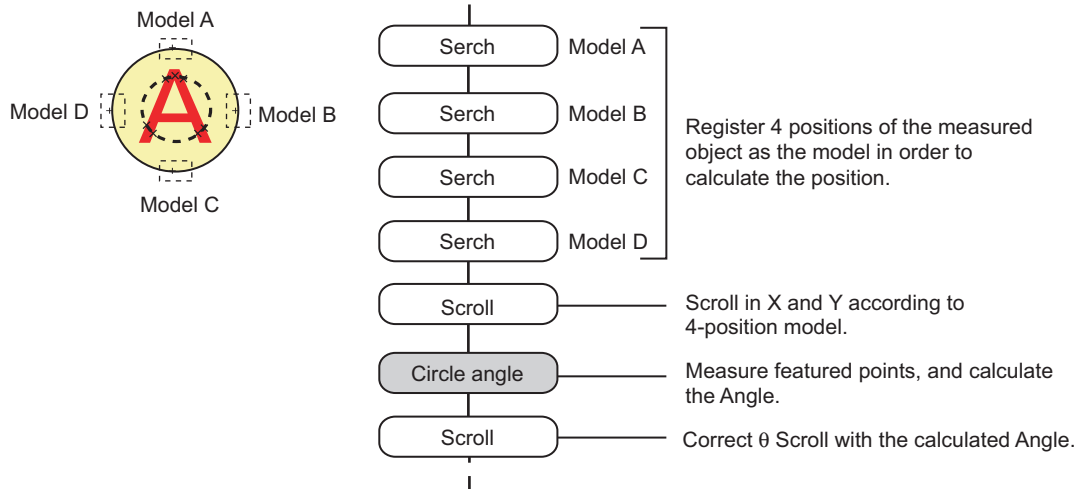 Model A
Model D
Model B
Model C
A
Serch
Model A
Serch
Model B
Serch
Model C
Serch
Model D
Register 4 positions of the measured
object as the model in order to
calculate the position.
Scroll
Scroll in X and Y according to
4-position model.
Circle angle
Measure featured points, and calculate
the Angle.
Scroll
Correct θ Scroll with the calculated Angle.